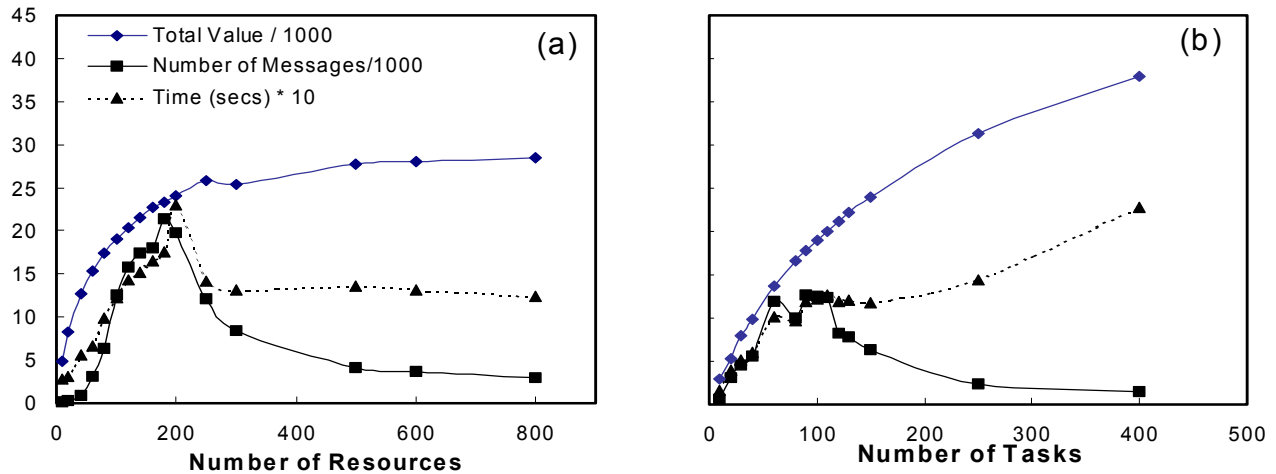 45
40
35
30
25
20
15
10
5
0
Total Value / 1000
Number of Messages/1000
Time (secs) * 10
(a)
0 200 400 600 800
Number of Resources
(b)
0 100 200 300 400 500
Number of Tasks